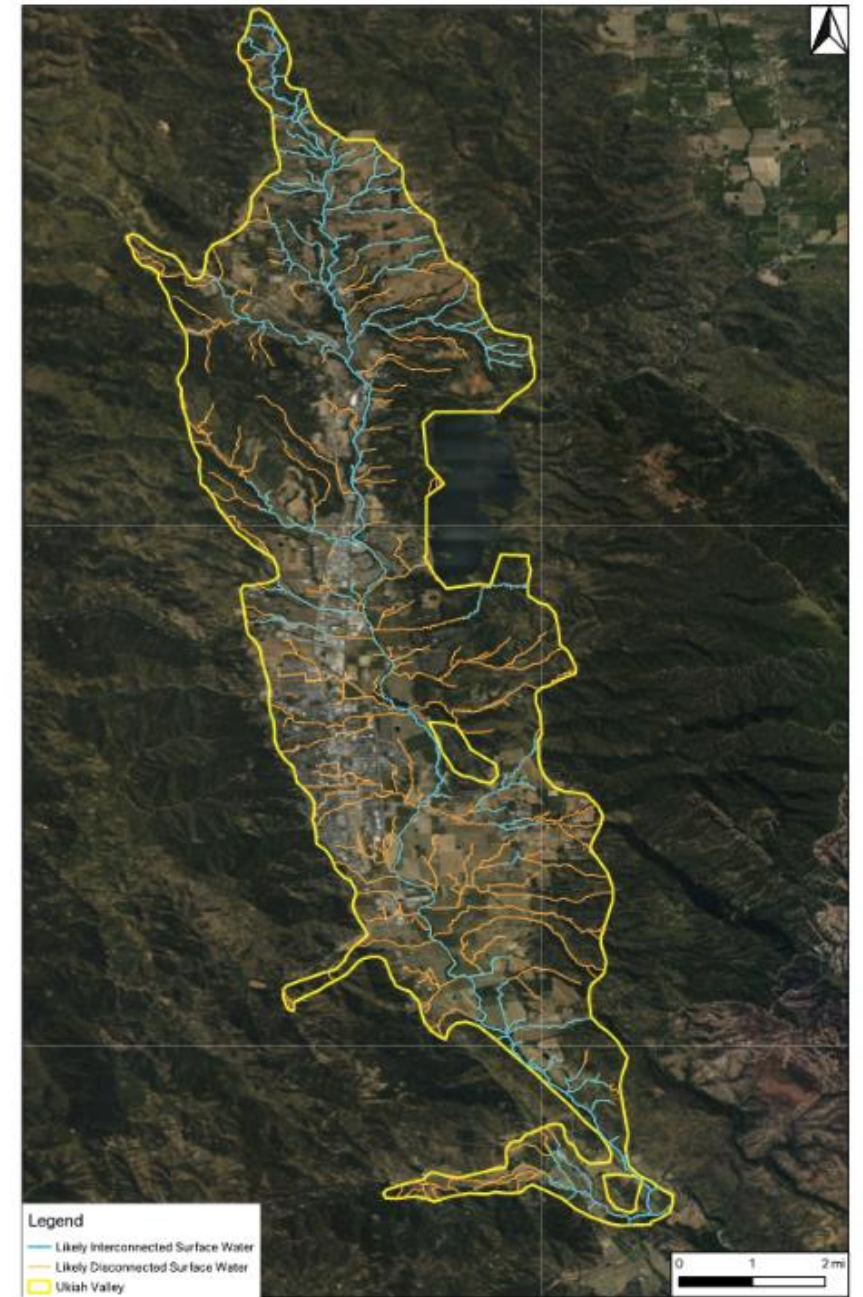 Legend
Likely Interconnected Surface Water
Likely Disconnected Surface Water
Ukiah Valley
0 1 2 mi